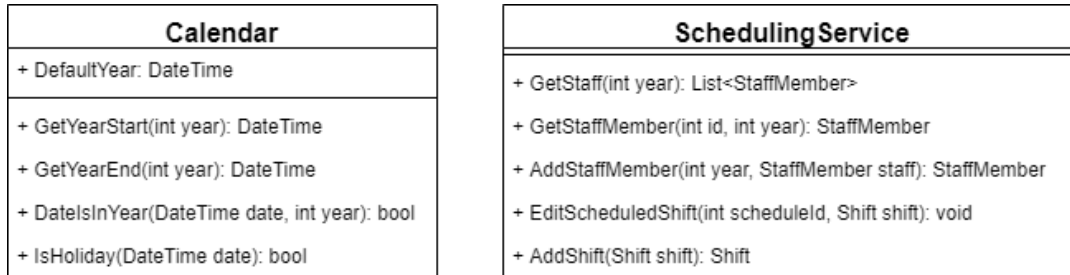 Calendar
+ DefaultYear: DateTime
+ GetYearStart(int year): DateTime
+ GetYearEnd(int year): DateTime
+ DateIsInYear(DateTime date, int year): bool
+ IsHoliday(DateTime date): bool
SchedulingService
+ GetStaff(int year): List<StaffMember>
+ GetStaffMember(int id, int year): StaffMember
+ AddStaffMember(int year, StaffMember staff): StaffMember
+ EditScheduledShift(int scheduleId, Shift shift): void
+ AddShift(Shift shift): Shift